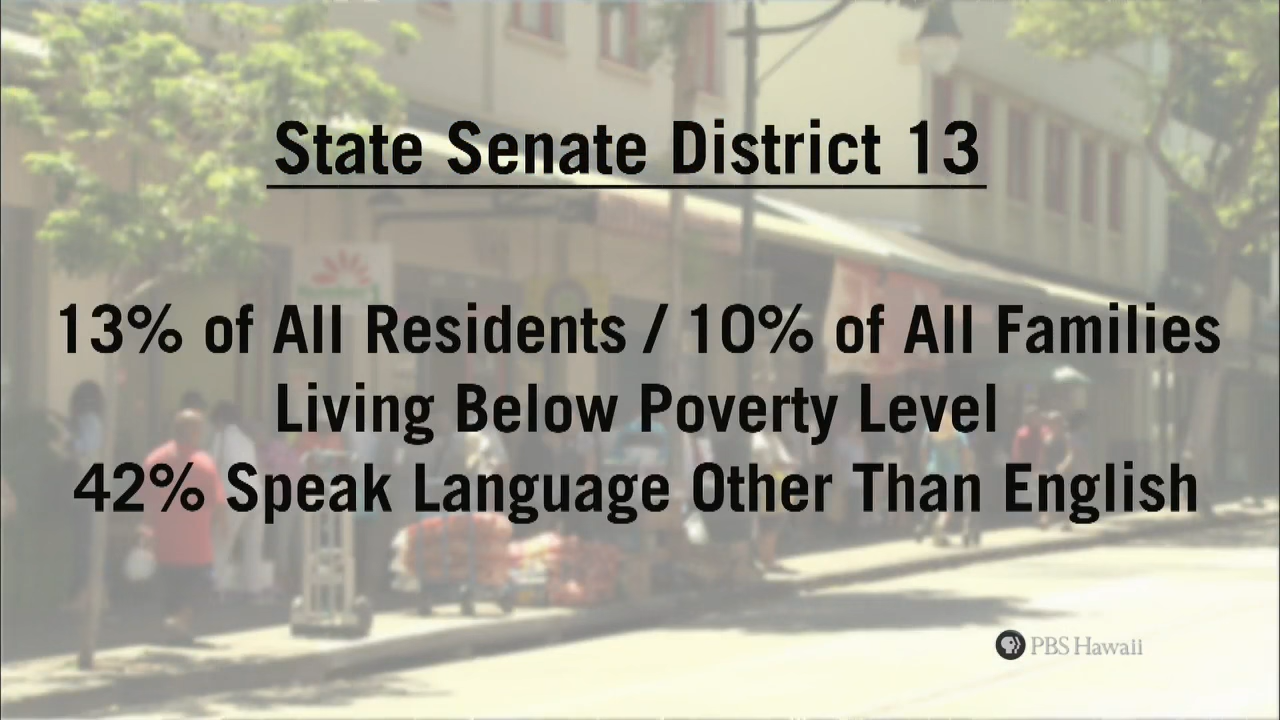 State Senate District 13
13% of All Residents / 10% of All Families
Living Below Poverty Level
42% Speak Language Other Than English
PBS Hawaii